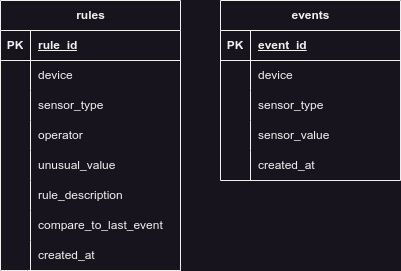 rules
PK rule_id
device
sensor_type
operator
unusual_value
rule_description
compare_to_last_event
created_at
events
PK event_id
device
sensor_type
sensor_value
created_at